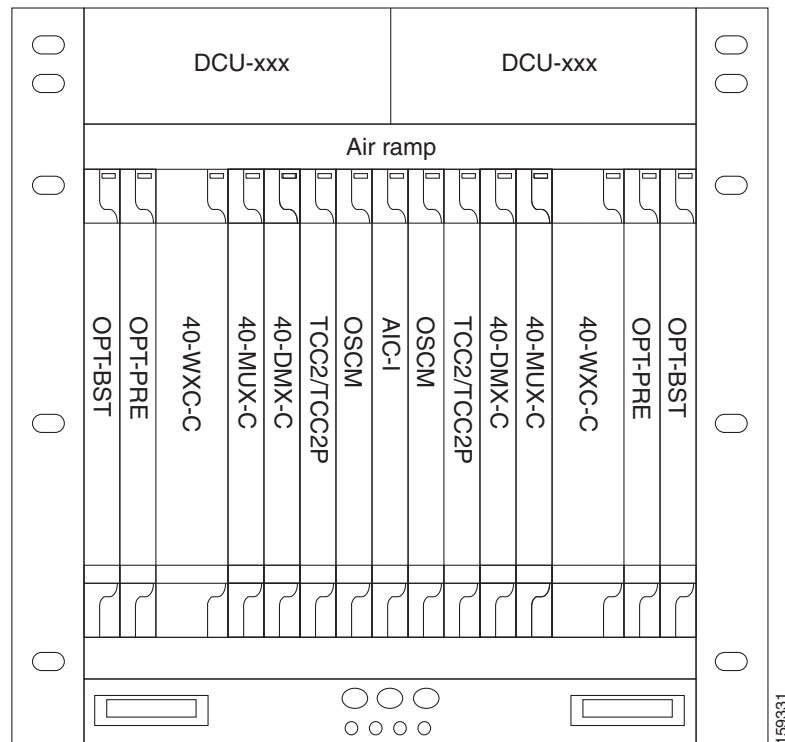 DCU-xxx
DCU-xxx
Air ramp
OPT-BST
OPT-PRE
40-WXC-C
40-MUX-C
40-DMX-C
TCC2/TCC2P
OSCM
AIC-I
OSCM
TCC2/TCC2P
40-DMX-C
40-MUX-C
40-WXC-C
OPT-PRE
OPT-BST
159331